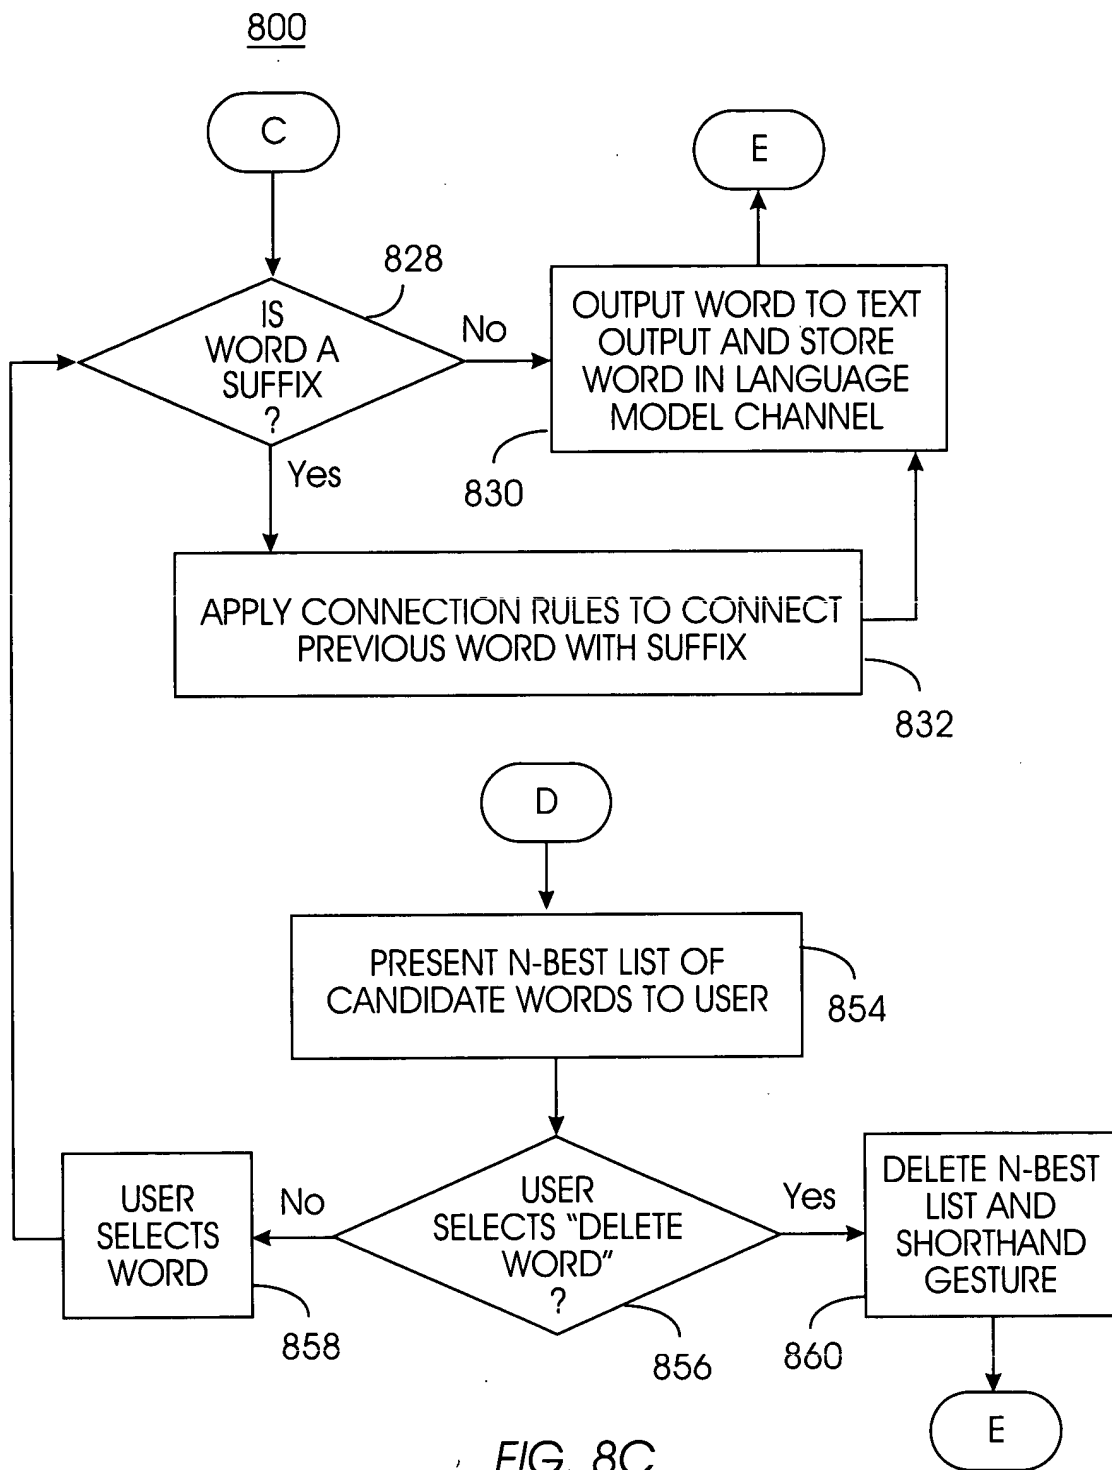 800
C
E
828
IS
WORD A
SUFFIX
?
No
OUTPUT WORD TO TEXT
OUTPUT AND STORE
WORD IN LANGUAGE
MODEL CHANNEL
830
Yes
APPLY CONNECTION RULES TO CONNECT
PREVIOUS WORD WITH SUFFIX
832
D
PRESENT N-BEST LIST OF
CANDIDATE WORDS TO USER
854
USER
SELECTS
WORD
858
No
USER
SELECTS “DELETE
WORD”
?
856
Yes
DELETE N-BEST
LIST AND
SHORTHAND
GESTURE
860
E
FIG. 8C